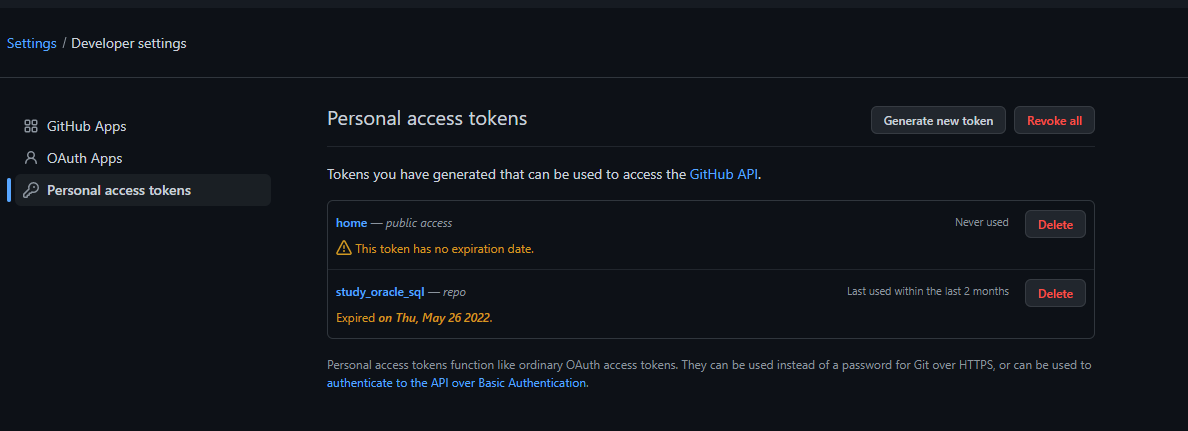 Settings / Developer settings
GitHub Apps
OAuth Apps
Personal access tokens
Personal access tokens
Generate new token
Revoke all
Tokens you have generated that can be used to access the GitHub API.
home — public access
Never used
Delete
This token has no expiration date.
study_oracle_sql — repo
Last used within the last 2 months
Delete
Expired on Thu, May 26 2022.
Personal access tokens function like ordinary OAuth access tokens. They can be used instead of a password for Git over HTTPS, or can be used to
authenticate to the API over Basic Authentication.